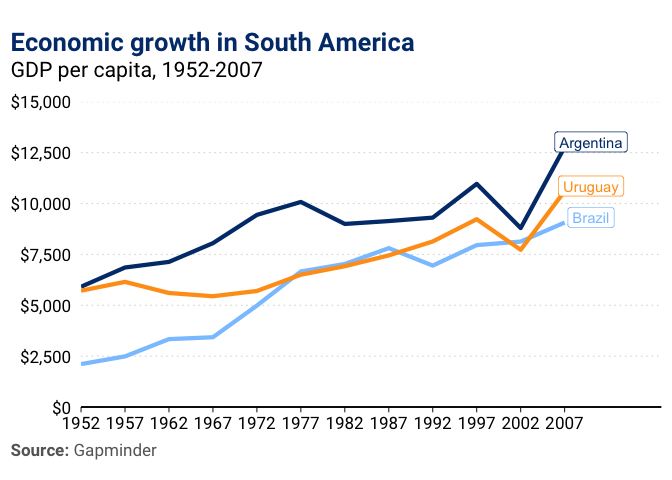 Economic growth in South America
GDP per capita, 1952-2007
$15,000
Argentina
$12,500
Uruguay
$10,000
Brazil
$7,500
$5,000
$2,500
$0
1952 1957 1962 1967 1972 1977 1982 1987 1992 1997 2002 2007
Source: Gapminder